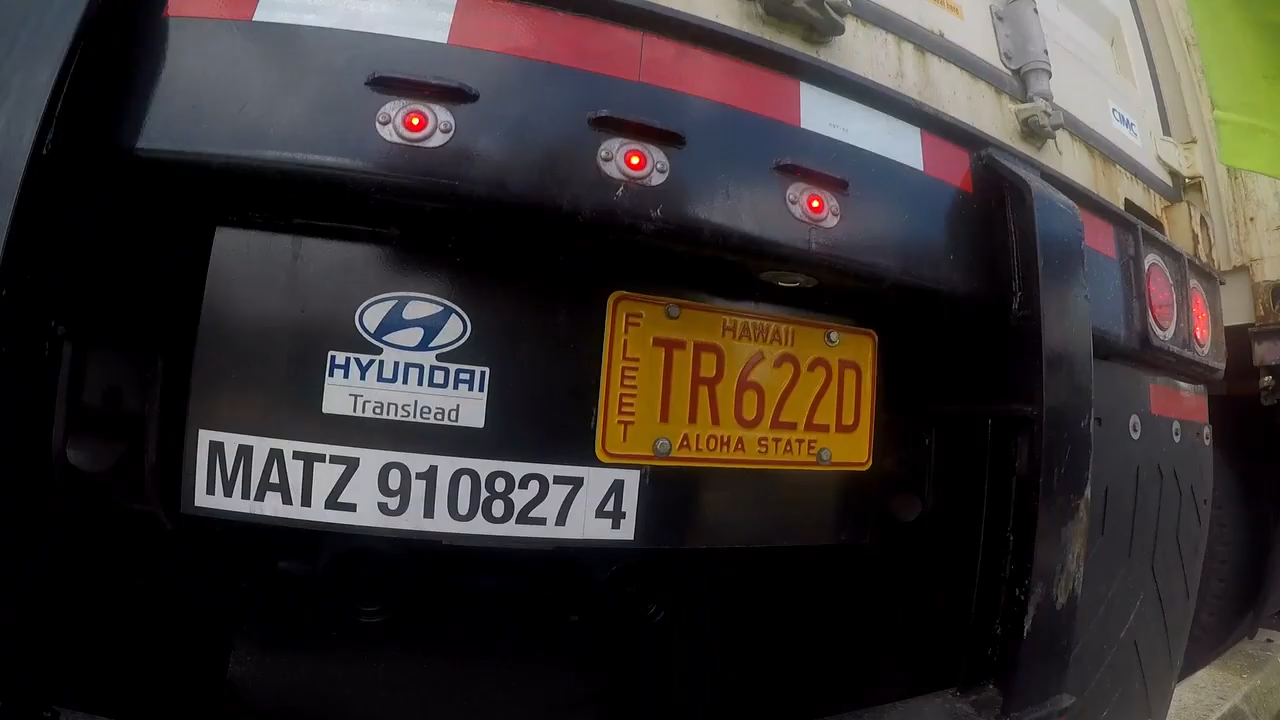 CIMC
HYUNDAI
Translead
HAWAII
FLEET
TR622D
ALOHA STATE
MATZ 910827 4